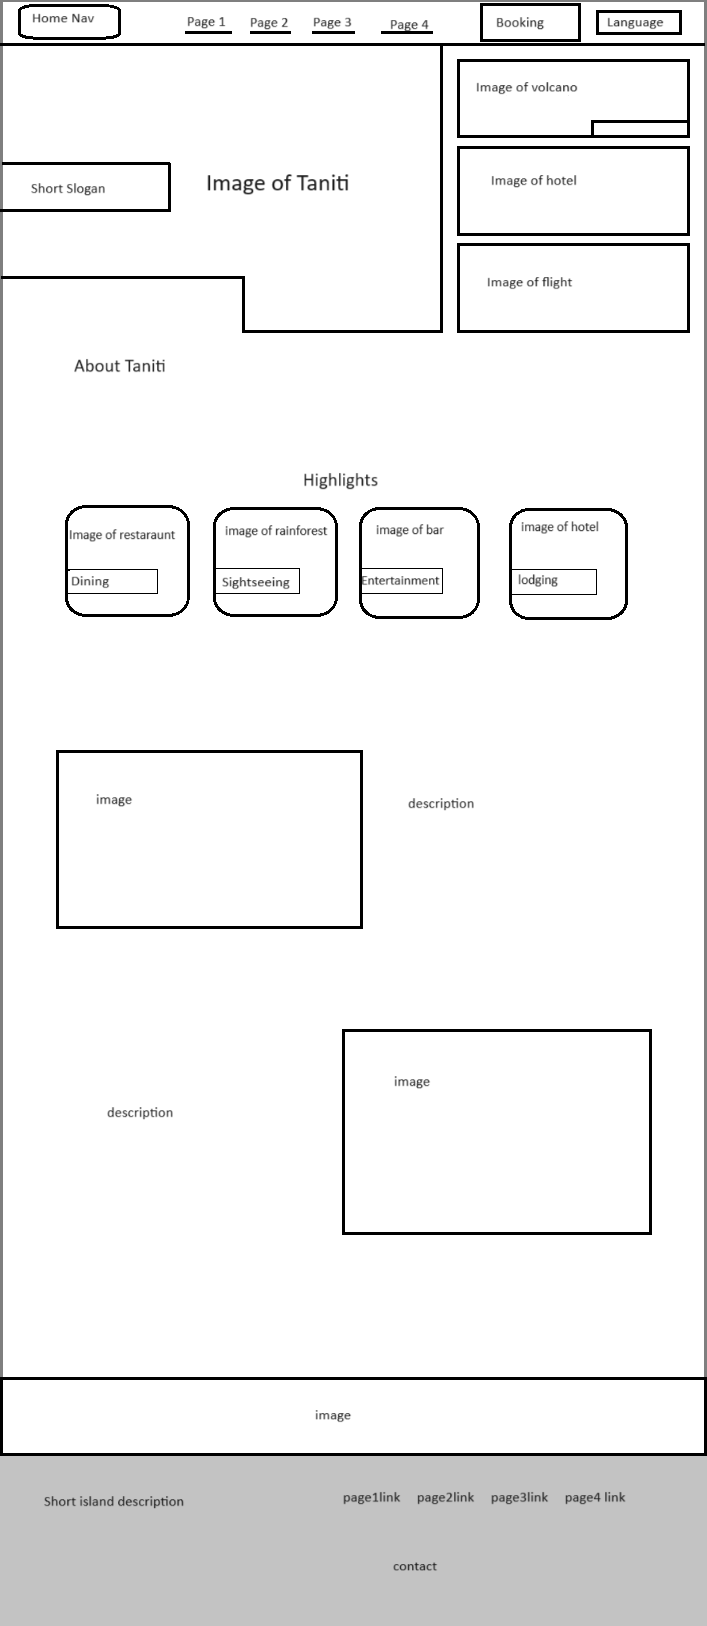 Home Nav
Page 1
Page 2
Page 3
Page 4
Booking
Language
Image of volcano
Short Slogan
Image of Taniti
Image of hotel
Image of flight
About Taniti
Highlights
Image of restaraunt
image of rainforest
image of bar
image of hotel
Dining
Sightseeing
Entertainment
lodging
image
description
description
image
image
Short island description
page1link
page2link
page3link
page4 link
contact